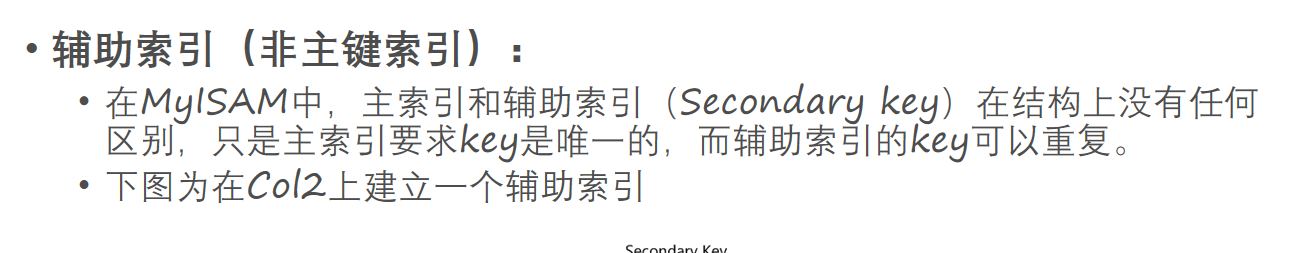 • 辅助索引（非主键索引）：
• 在MyISAM中，主索引和辅助索引（Secondary key）在结构上没有任何
区别，只是主索引要求key是唯一的，而辅助索引的key可以重复。
• 下图为在Col2上建立一个辅助索引
Secondary Key